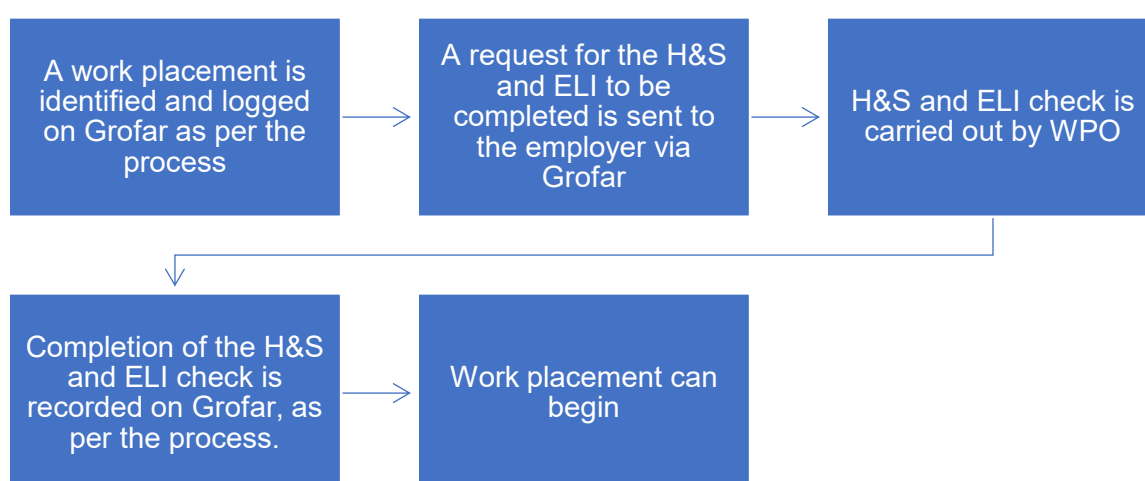 A work placement is
identified and logged
on Grofar as per the
process
A request for the H&S
and ELI to be
completed is sent to
the employer via
Grofar
H&S and ELI check is
carried out by WPO
Completion of the H&S
and ELI check is
recorded on Grofar, as
per the process.
Work placement can
begin